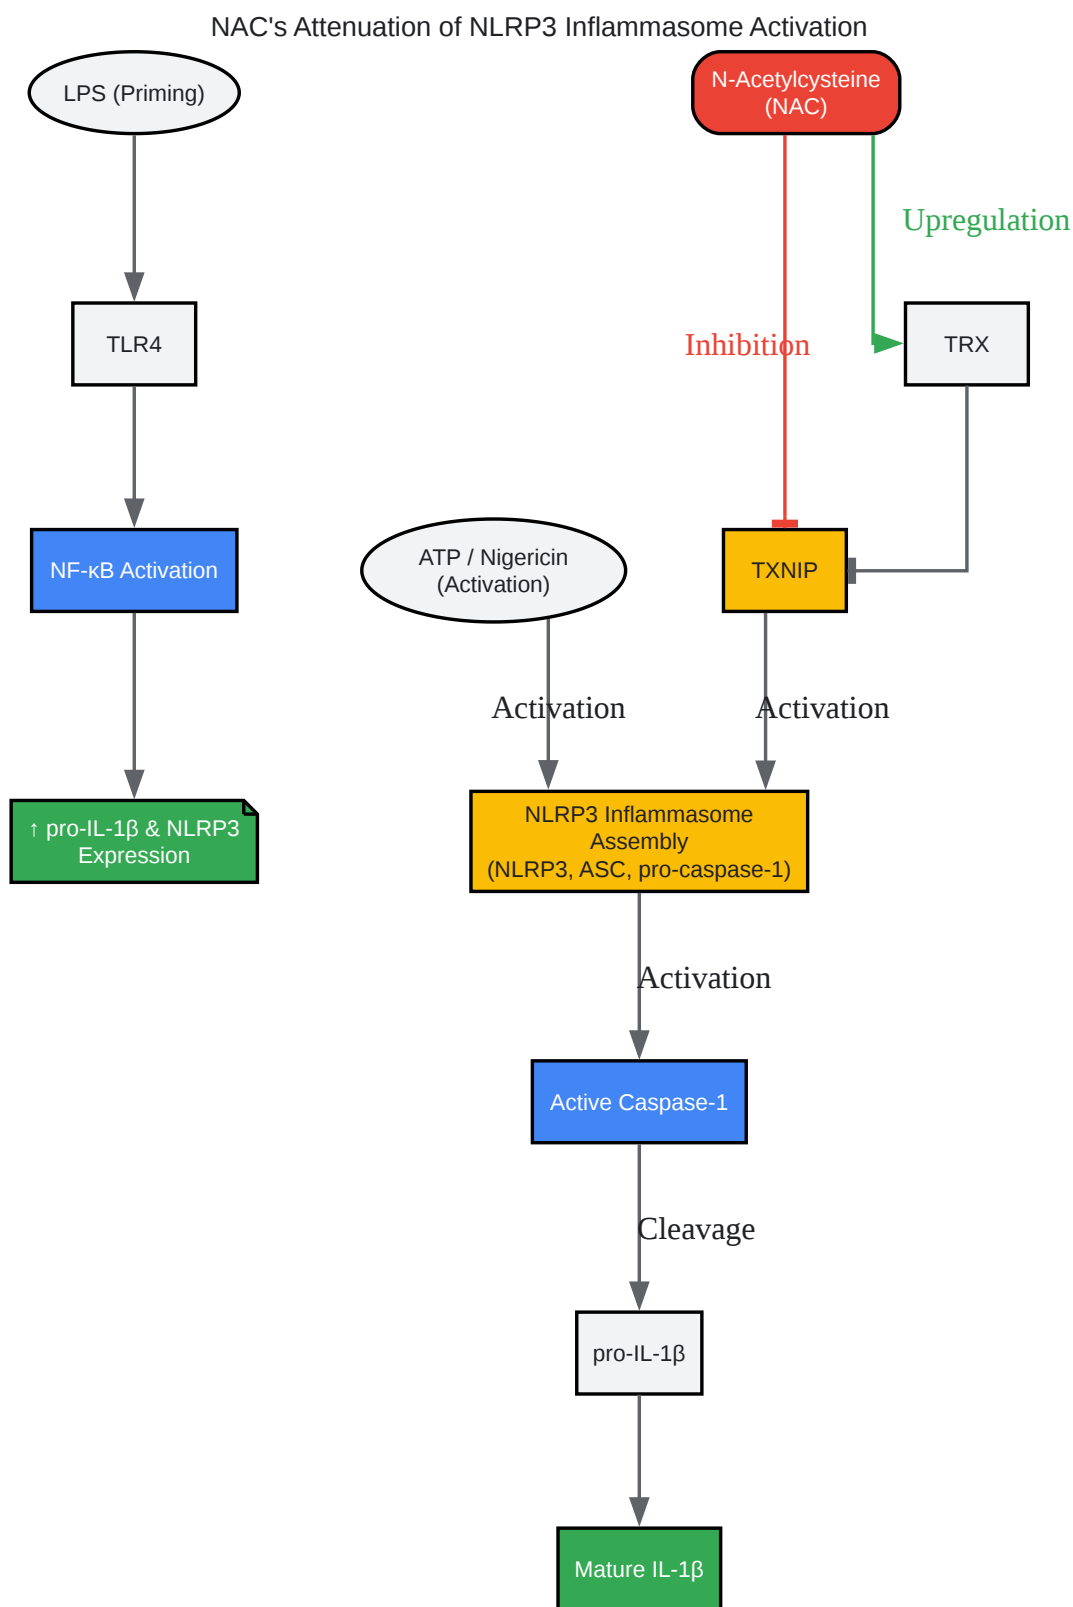 NAC's Attenuation of NLRP3 Inflammasome Activation
LPS (Priming)
N-Acetylcysteine
(NAC)
Upregulation
TLR4
Inhibition
TRX
NF-κB Activation
ATP / Nigericin
(Activation)
TXNIP
Activation
Activation
↑ pro-IL-1β & NLRP3
Expression
NLRP3 Inflammasome
Assembly
(NLRP3, ASC, pro-caspase-1)
Activation
Active Caspase-1
Cleavage
pro-IL-1β
Mature IL-1β